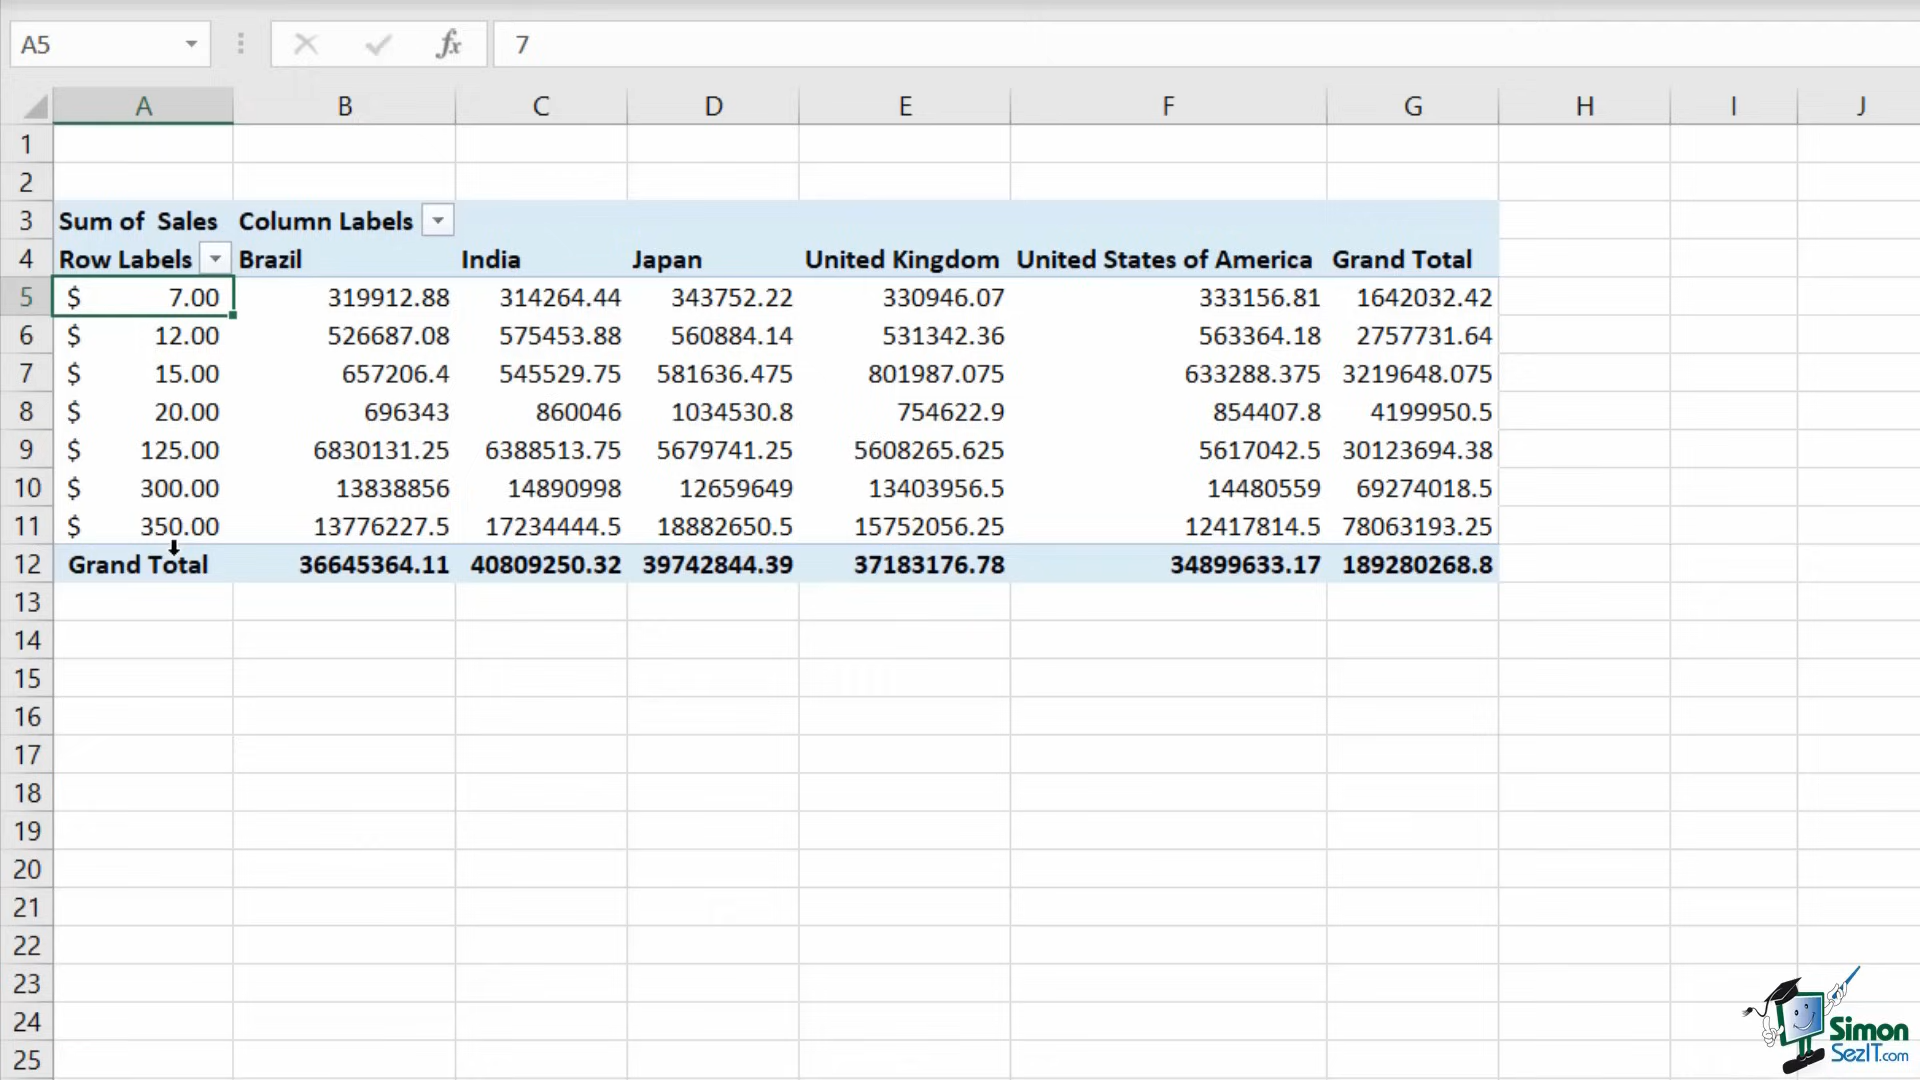 A5 fx 7
A B C D E F G H I J
1
2
3 Sum of Sales Column Labels
4 Row Labels Brazil India Japan United Kingdom United States of America Grand Total
5 $ 7.00 319912.88 314264.44 343752.22 330946.07 333156.81 1642032.42
6 $ 12.00 526687.08 575453.88 560884.14 531342.36 563364.18 2757731.64
7 $ 15.00 657206.4 545529.75 581636.475 801987.075 633288.375 3219648.075
8 $ 20.00 696343 860046 1034530.8 754622.9 854407.8 4199950.5
9 $ 125.00 6830131.25 6388513.75 5679741.25 5608265.625 5617042.5 30123694.38
10 $ 300.00 13838856 14890998 12659649 13403956.5 14480559 69274018.5
11 $ 350.00 13776227.5 17234444.5 18882650.5 15752056.25 12417814.5 78063193.25
12 Grand Total 36645364.11 40809250.32 39742844.39 37183176.78 34899633.17 189280268.8
13
14
15
16
17
18
19
20
21
22
23
24
25
Simon
SezIT.com